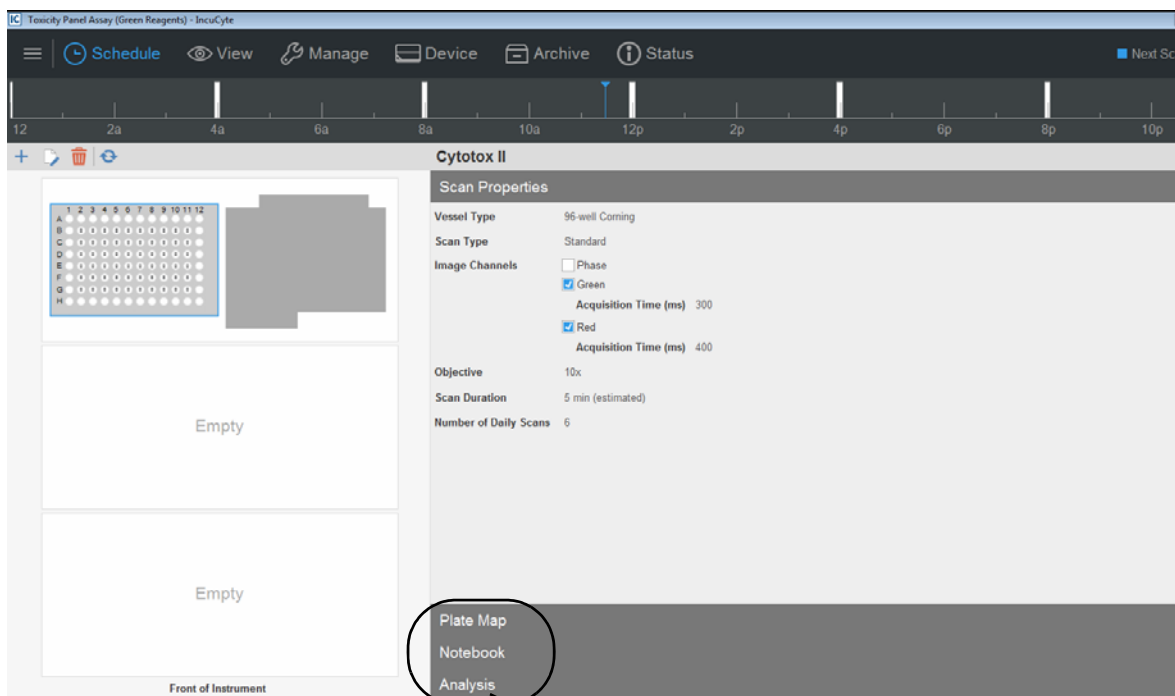 IC Toxicity Panel Assay (Green Reagents) - IncuCyte
Schedule View Manage Device Archive Status Next Sc
12 2a 4a 6a 8a 10a 12p 2p 4p 6p 8p 10p
Cytotox II
Scan Properties
1 2 3 4 5 6 7 8 9 10 11 12
A
B
C
D
E
F
G
H
Vessel Type 96-well Corning
Scan Type Standard
Image Channels Phase
Green
Acquisition Time (ms) 300
Red
Acquisition Time (ms) 400
Objective 10x
Scan Duration 5 min (estimated)
Number of Daily Scans 6
Empty
Empty
Plate Map
Notebook
Analysis
Front of Instrument